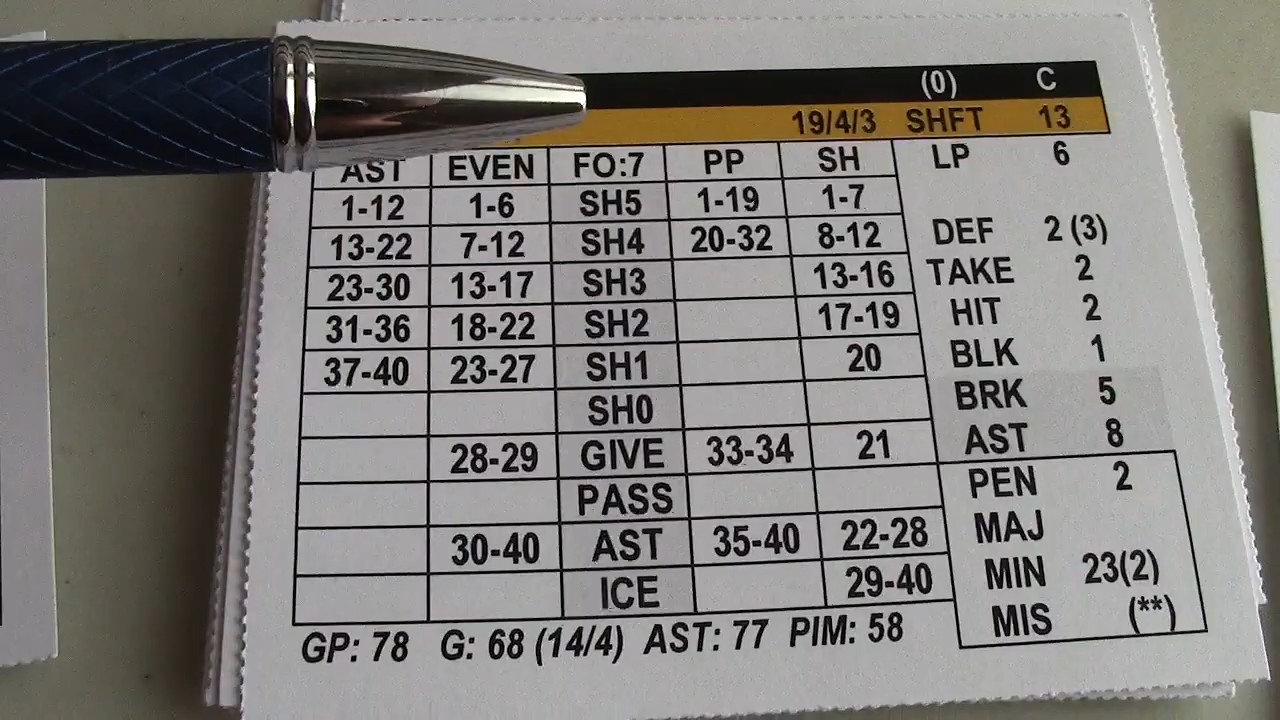 (0) C
19/4/3 SHFT 13
AST EVEN FO:7 PP SH LP 6
1-12 1-6 SH5 1-19 1-7
13-22 7-12 SH4 20-32 8-12 DEF 2 (3)
23-30 13-17 SH3 13-16 TAKE 2
31-36 18-22 SH2 17-19 HIT 2
37-40 23-27 SH1 20 BLK 1
SH0 BRK 5
28-29 GIVE 33-34 21 AST 8
PASS PEN 2
30-40 AST 35-40 22-28 MAJ
ICE 29-40 MIN 23(2)
MIS (**)
GP: 78 G: 68 (14/4) AST: 77 PIM: 58